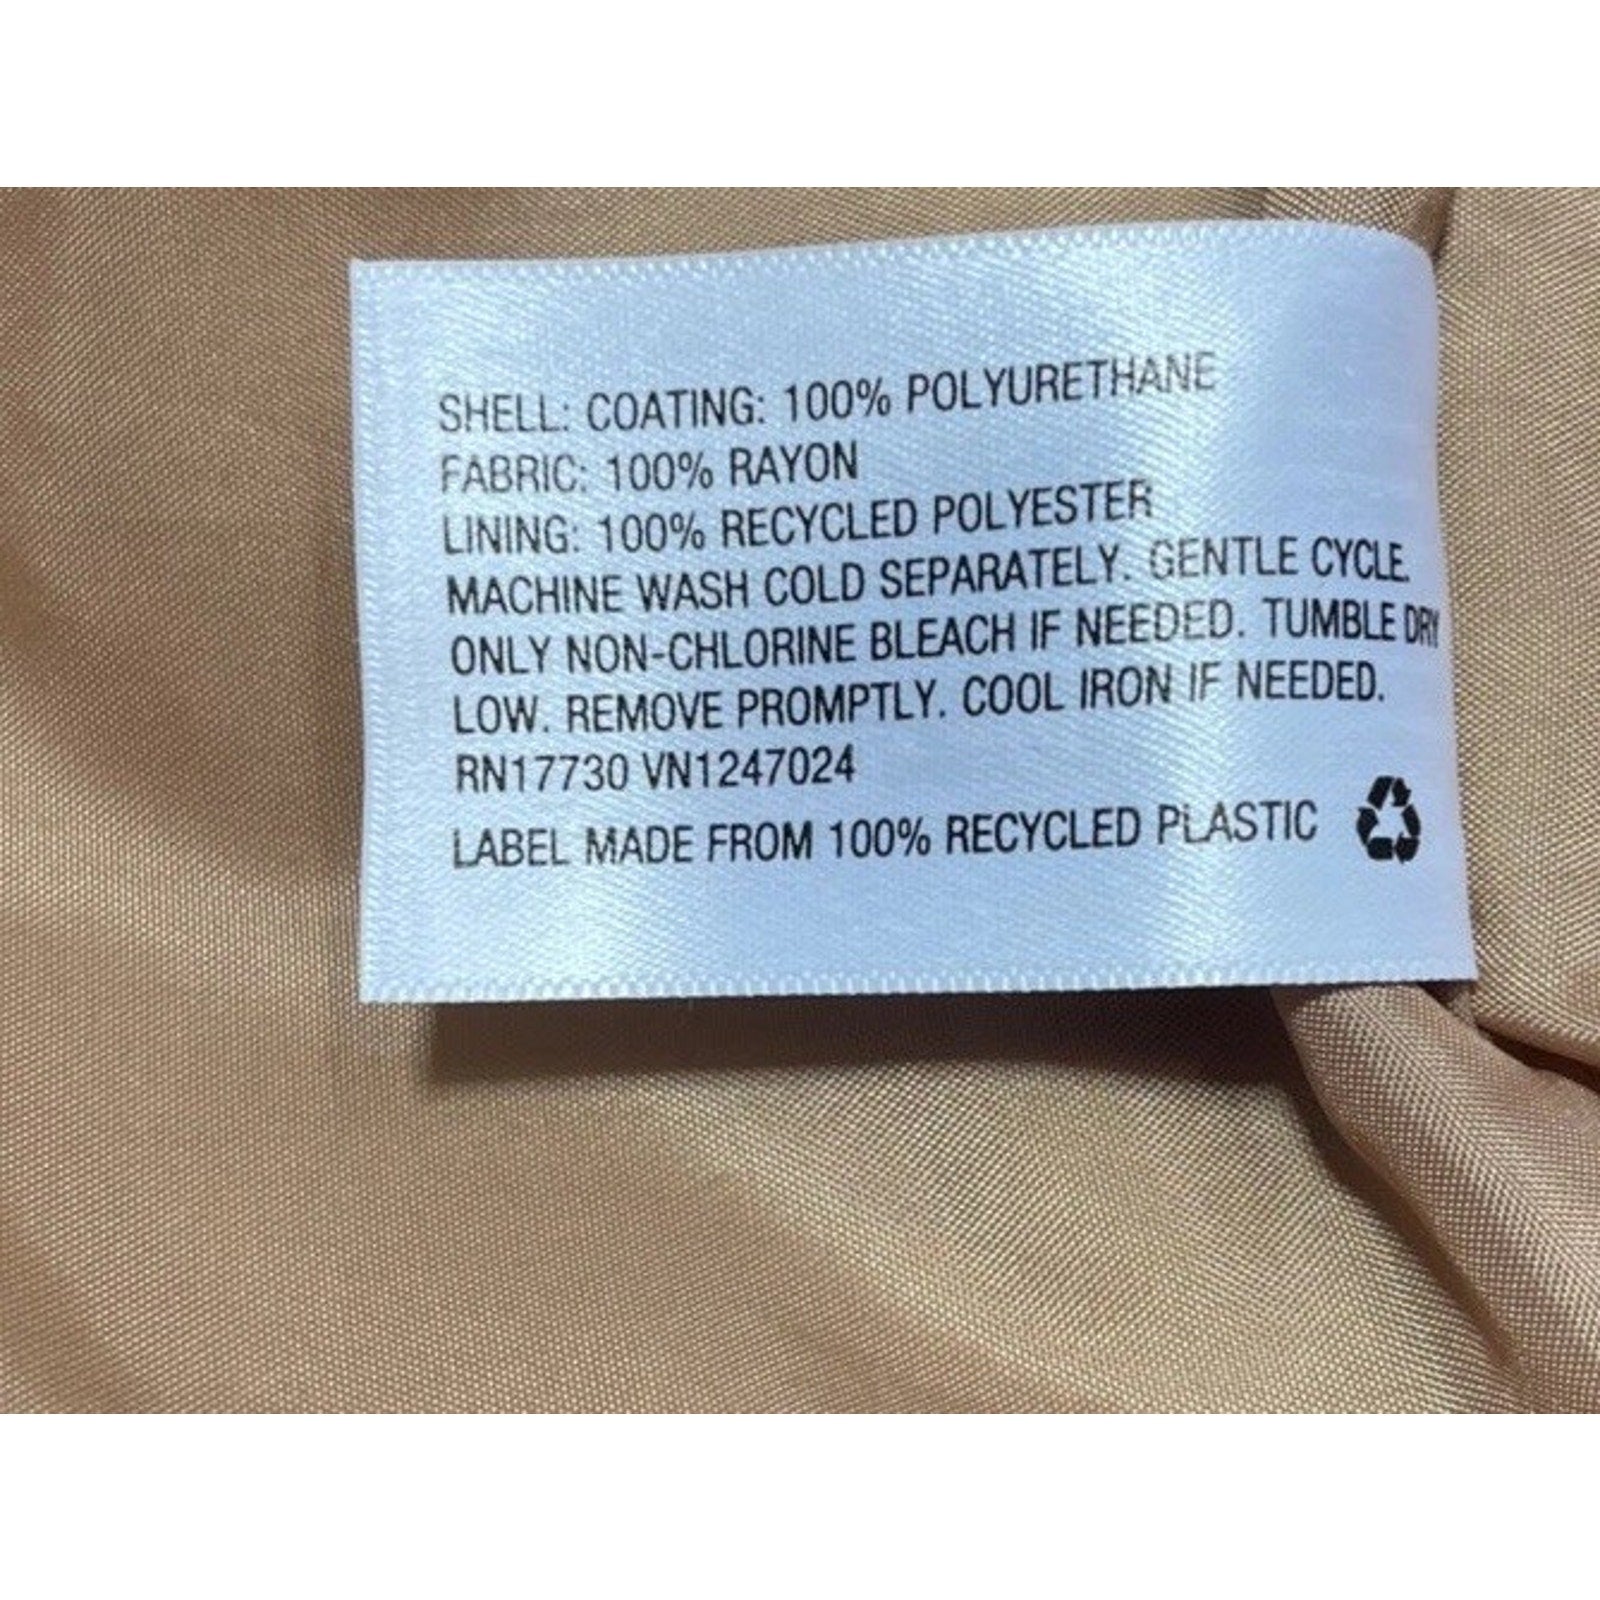 SHELL: COATING: 100% POLYURETHANE
FABRIC: 100% RAYON
LINING: 100% RECYCLED POLYESTER
MACHINE WASH COLD SEPARATELY. GENTLE CYCLE.
ONLY NON-CHLORINE BLEACH IF NEEDED. TUMBLE DRY
LOW. REMOVE PROMPTLY. COOL IRON IF NEEDED.
RN17730 VN1247024
LABEL MADE FROM 100% RECYCLED PLASTIC